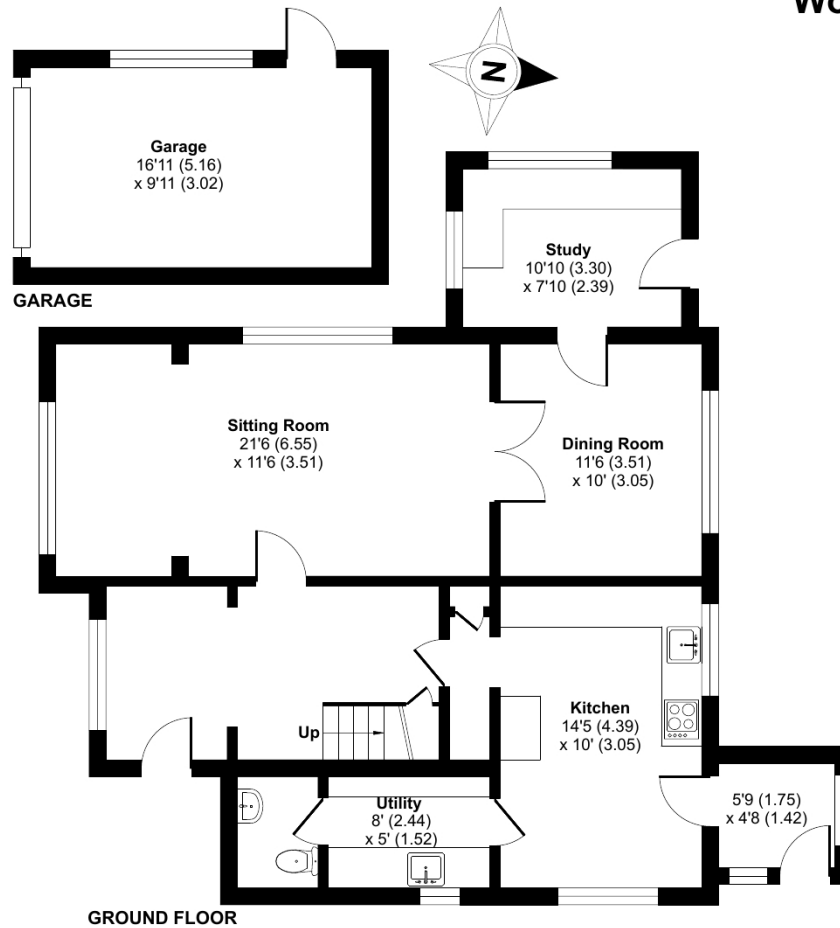 Wo
N
Garage
16'11 (5.16)
x 9'11 (3.02)
GARAGE
Study
10'10 (3.30)
x 7'10 (2.39)
Sitting Room
21'6 (6.55)
x 11'6 (3.51)
Dining Room
11'6 (3.51)
x 10' (3.05)
Kitchen
14'5 (4.39)
x 10' (3.05)
Up
Utility
8' (2.44)
x 5' (1.52)
5'9 (1.75)
x 4'8 (1.42)
GROUND FLOOR